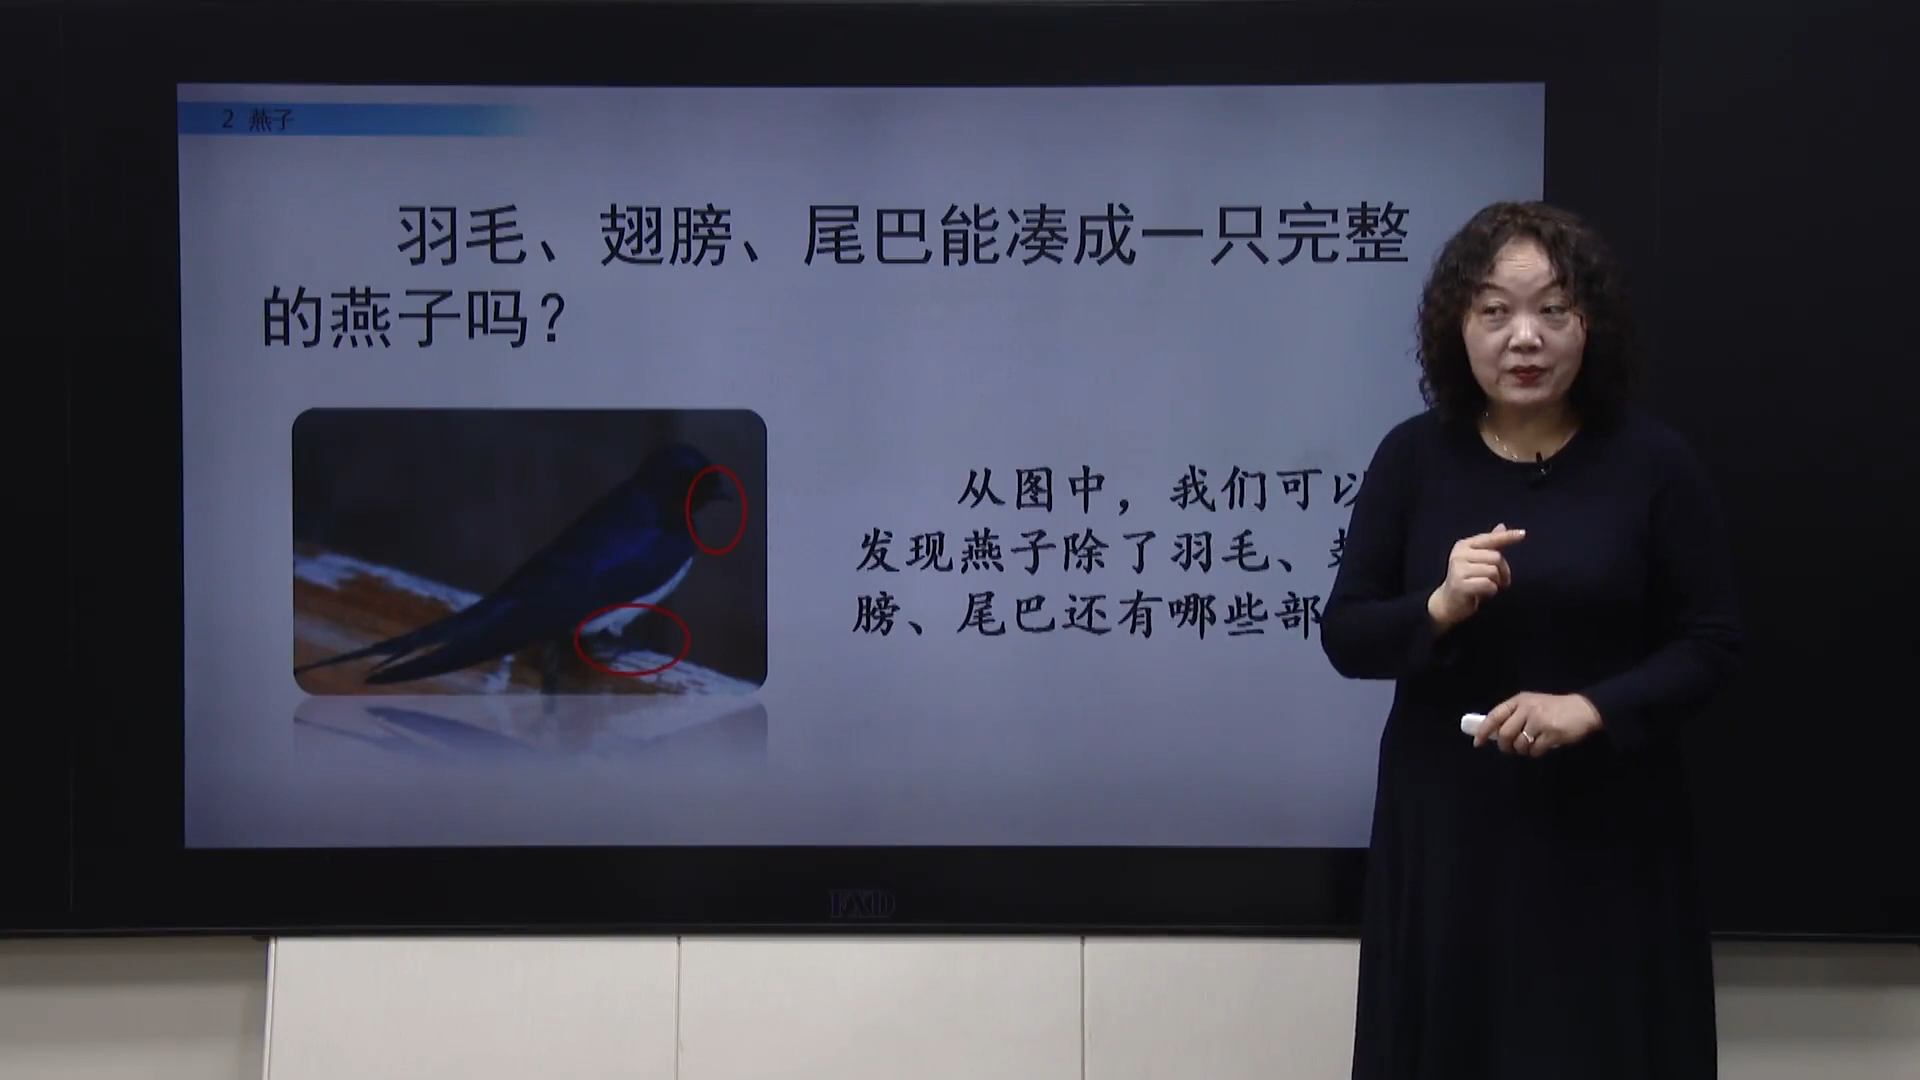 2 燕子
羽毛、翅膀、尾巴能凑成一只完整
的燕子吗？
从图中，我们可以
发现燕子除了羽毛、
膀、尾巴还有哪些部
EXD